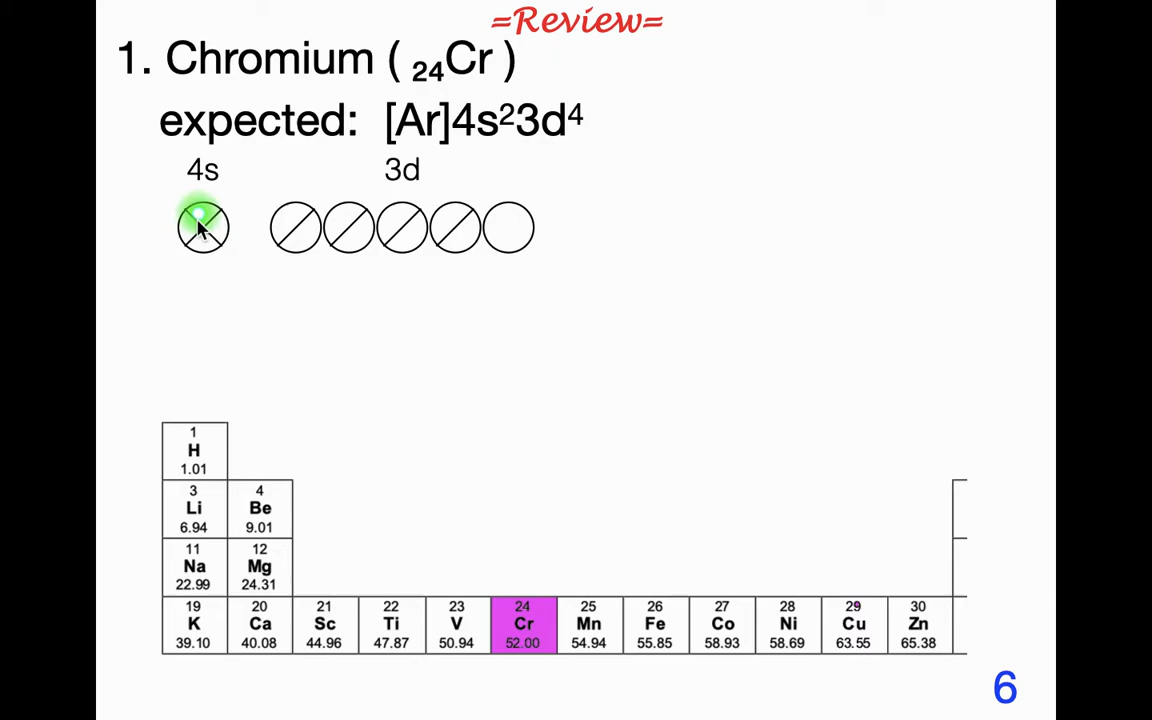 =Review=
1. Chromium ( ₂₄Cr )
expected: [Ar]4s²3d⁴
4s 3d
1
H
1.01
3 4
Li Be
6.94 9.01
11 12
Na Mg
22.99 24.31
19 20 21 22 23 24 25 26 27 28 29 30
K Ca Sc Ti V Cr Mn Fe Co Ni Cu Zn
39.10 40.08 44.96 47.87 50.94 52.00 54.94 55.85 58.93 58.69 63.55 65.38
6